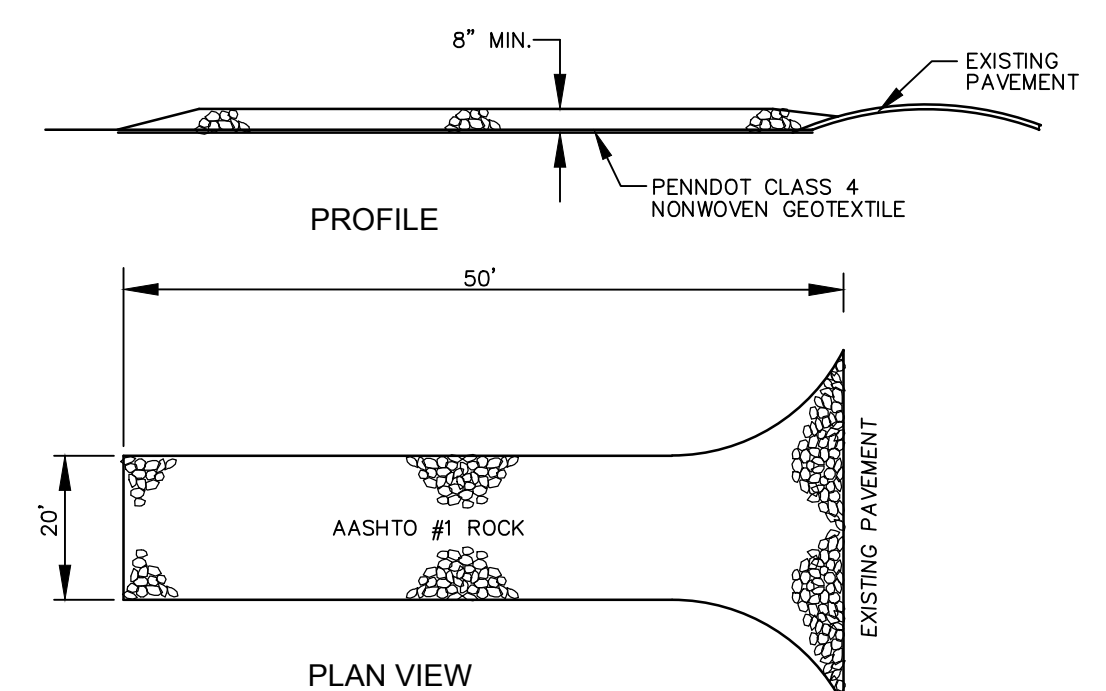 8” MIN.
EXISTING
PAVEMENT
PENNDOT CLASS 4
NONWOVEN GEOTEXTILE
PROFILE
50’
20’
AASHTO #1 ROCK
EXISTING PAVEMENT
PLAN VIEW